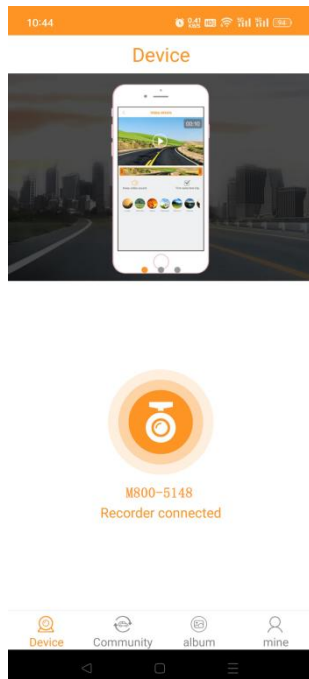 10:44
Device
00:10
M800-5148
Recorder connected
Device
Community
album
mine